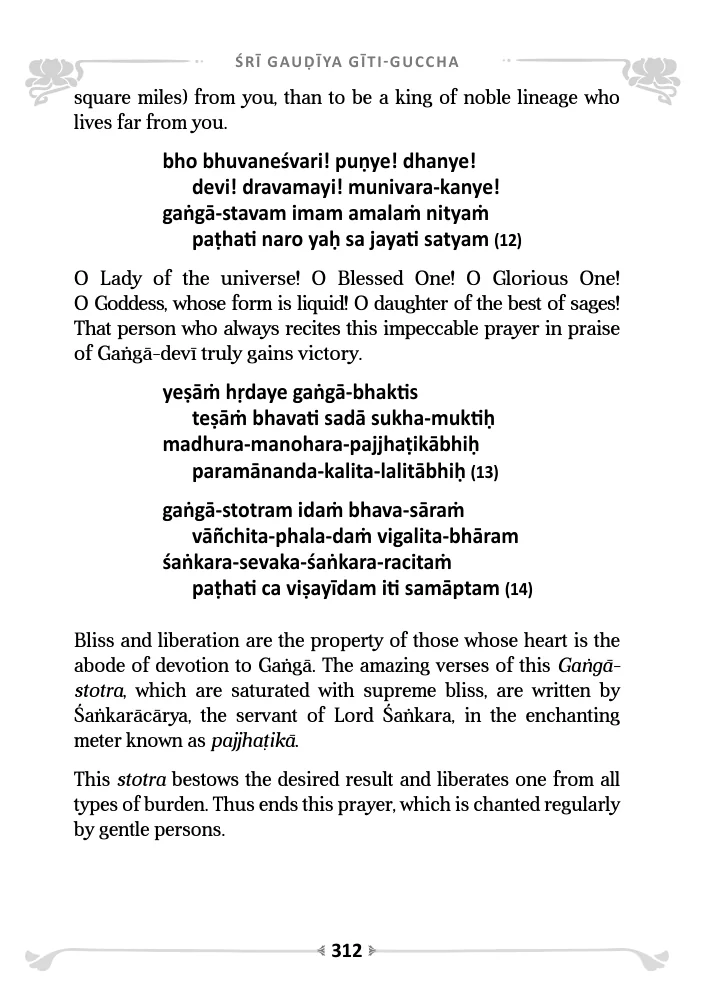 ŚRĪ GAUḌĪYA GĪTI-GUCCHA
square miles) from you, than to be a king of noble lineage who
lives far from you.
bho bhuvaneśvari! puṇye! dhanye!
devi! dravamayi! munivara-kanye!
gaṅgā-stavam imam amalaṁ nityaṁ
paṭhati naro yaḥ sa jayati satyam (12)
O Lady of the universe! O Blessed One! O Glorious One!
O Goddess, whose form is liquid! O daughter of the best of sages!
That person who always recites this impeccable prayer in praise
of Gaṅgā-devī truly gains victory.
yeṣāṁ hṛdaye gaṅgā-bhaktis
teṣāṁ bhavati sadā sukha-muktiḥ
madhura-manohara-pajjhaṭikābhiḥ
paramānanda-kalita-lalitābhiḥ (13)
gaṅgā-stotram idaṁ bhava-sāraṁ
vāñchita-phala-daṁ vigalita-bhāram
śaṅkara-sevaka-śaṅkara-racitaṁ
paṭhati ca viṣayīdam iti samāptam (14)
Bliss and liberation are the property of those whose heart is the
abode of devotion to Gaṅgā. The amazing verses of this Gaṅgā-
stotra, which are saturated with supreme bliss, are written by
Śaṅkarācārya, the servant of Lord Śaṅkara, in the enchanting
meter known as pajjhaṭikā.
This stotra bestows the desired result and liberates one from all
types of burden. Thus ends this prayer, which is chanted regularly
by gentle persons.
312